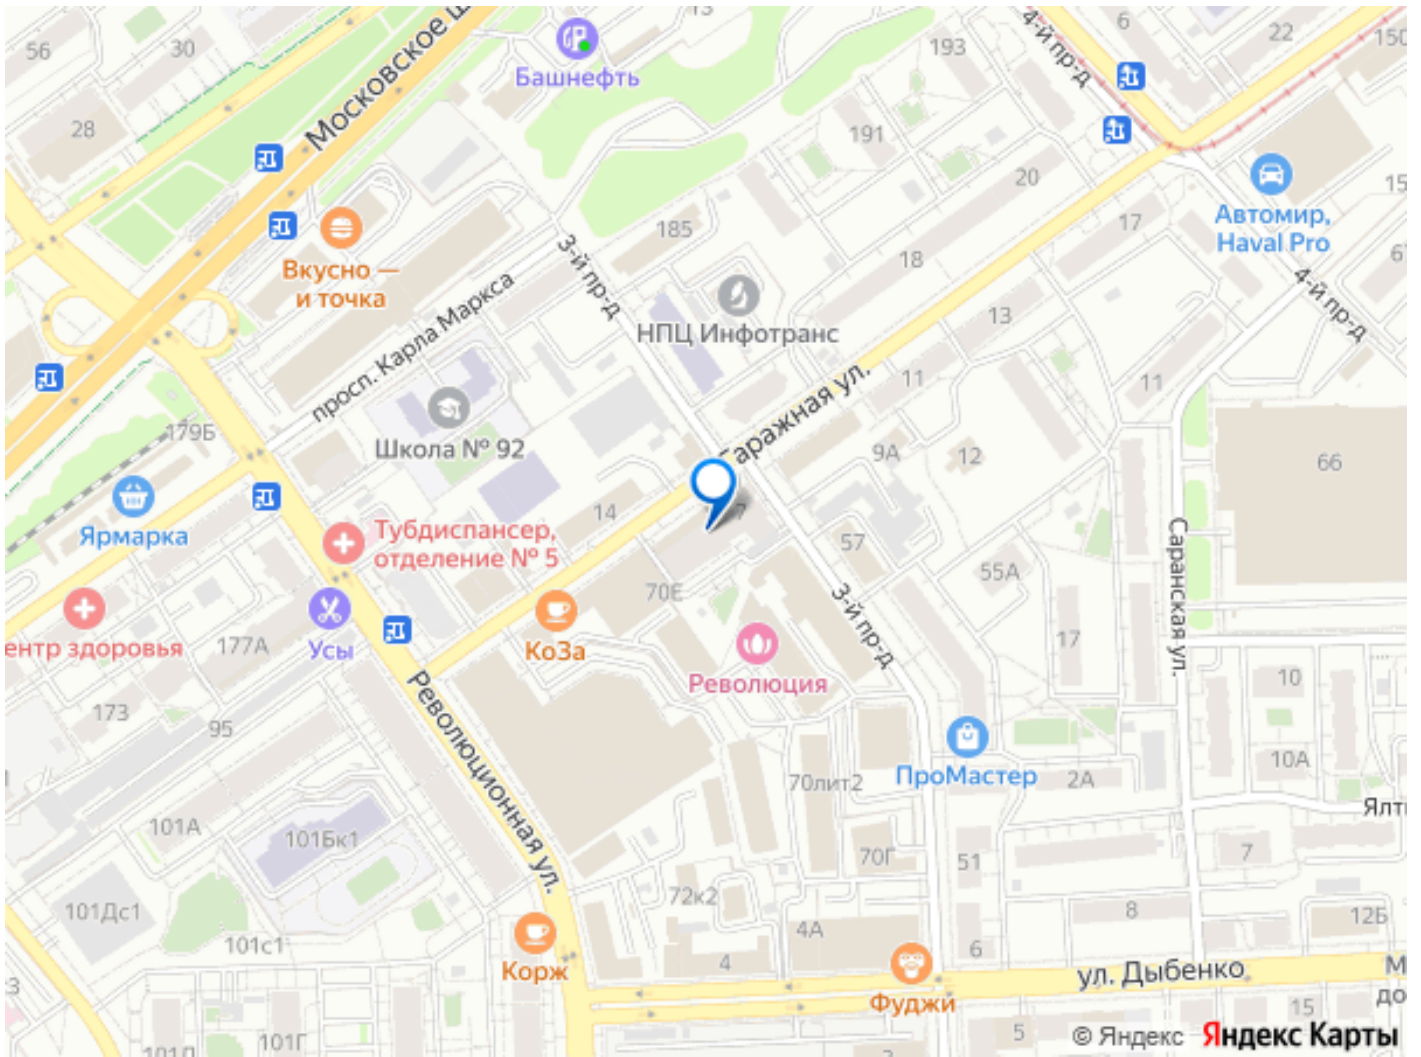 56
30
Московское ш
13
Башнефть
193
4-й пр-д
6
22
150
28
191
20
Автомир,
Haval Pro
17
185
18
Вкусно —
и точка
3-й пр-д
НПЦ Инфотранс
13
4-й пр-д
просп. Карла Маркса
11
11
Гаражная ул.
179Б
Школа № 92
9А
12
66
Ярмарка
14
7
Тубдиспансер,
отделение № 5
57
55А
Саранская ул.
70Е
КоЗа
3-й пр-д
ентр здоровья
177А
Усы
17
Революция
10
173
95
Революционная ул.
ПроМастер
70лит2
2А
10А
Ялт
101А
101Бк1
70Г
51
7
72к2
101Дс1
101с1
8
12Б
4А
6
Корж
4
Фуджи
ул. Дыбенко
М
до
3
101Г
5
15
© Яндекс Яндекс Карты